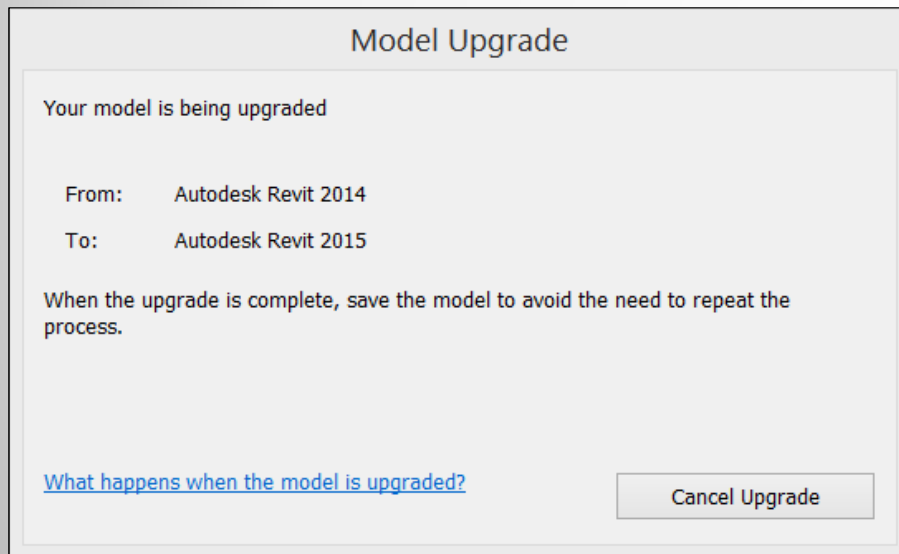 Model Upgrade
Your model is being upgraded
From: Autodesk Revit 2014
To: Autodesk Revit 2015
When the upgrade is complete, save the model to avoid the need to repeat the
process.
What happens when the model is upgraded?
Cancel Upgrade